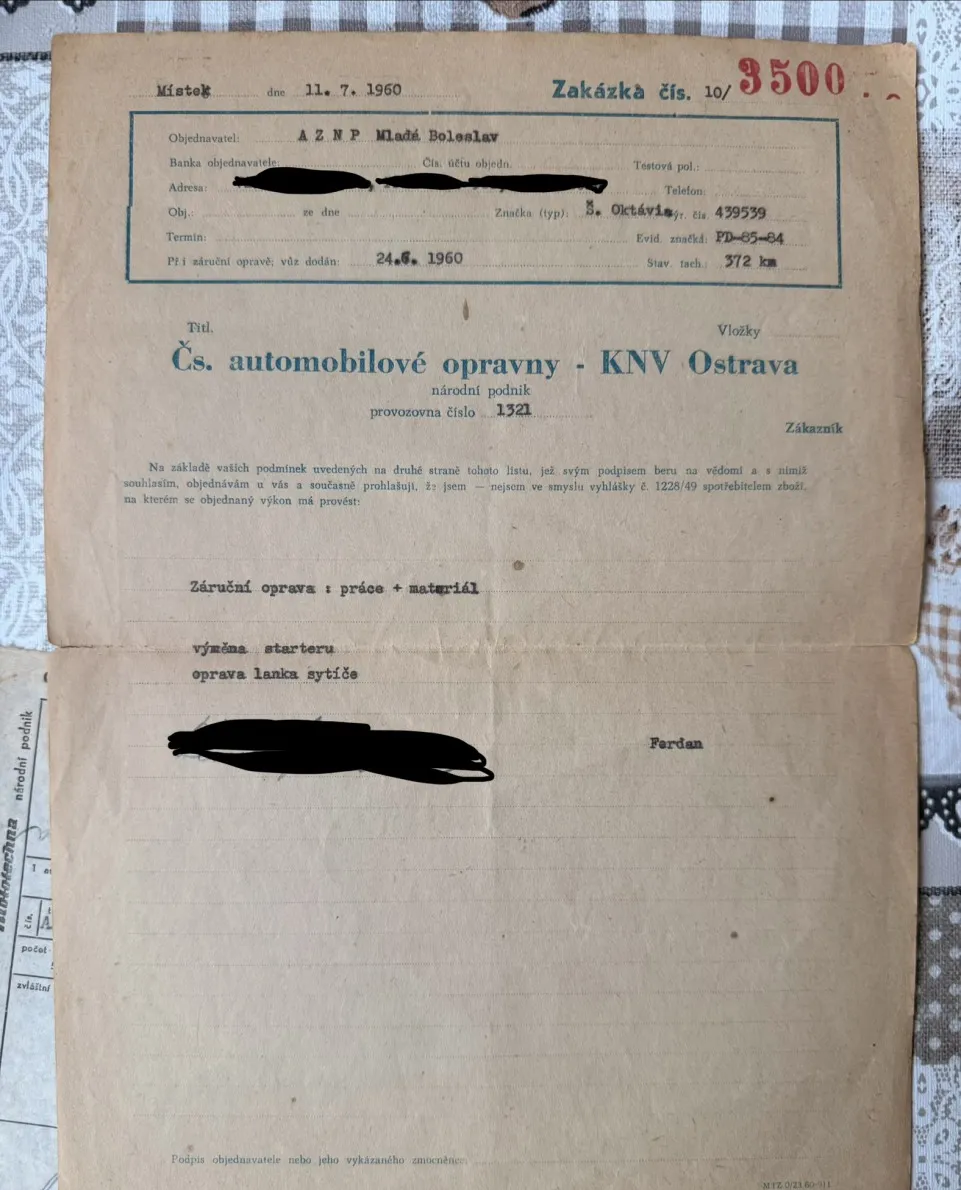 Místek dne 11. 7. 1960 Zakázka čís. 10/ 3500
Objednavatel: A Z N P Mladá Boleslav
Banka objednavatele: Čís. účtu objedn. Testová pol.:
Adresa: Telefon:
Obj.: ze dne Značka (typ): Š. Oktávia výr. čís. 439539
Termín: Evid. značka: PD-85-84
Při záruční opravě; vůz dodán: 24.6. 1960 Stav. tach.: 372 km
Titl. Vložky
Čs. automobilové opravny - KNV Ostrava
národní podnik
provozovna číslo 1321
Zákazník
Na základě vašich podmínek uvedených na druhé straně tohoto listu, jež svým podpisem beru na vědomí a s nimiž
souhlasím, objednávám u vás a současně prohlašuji, že jsem — nejsem ve smyslu vyhlášky č. 1228/49 spotřebitelem zboží,
na kterém se objednaný výkon má provést:
Záruční oprava : práce + materiál
výměna starteru
oprava lanka sytíče
Ferdan
Podpis objednavatele nebo jeho vykázaného zmocněnce
národní podnik
čís.
počet
zvláštní